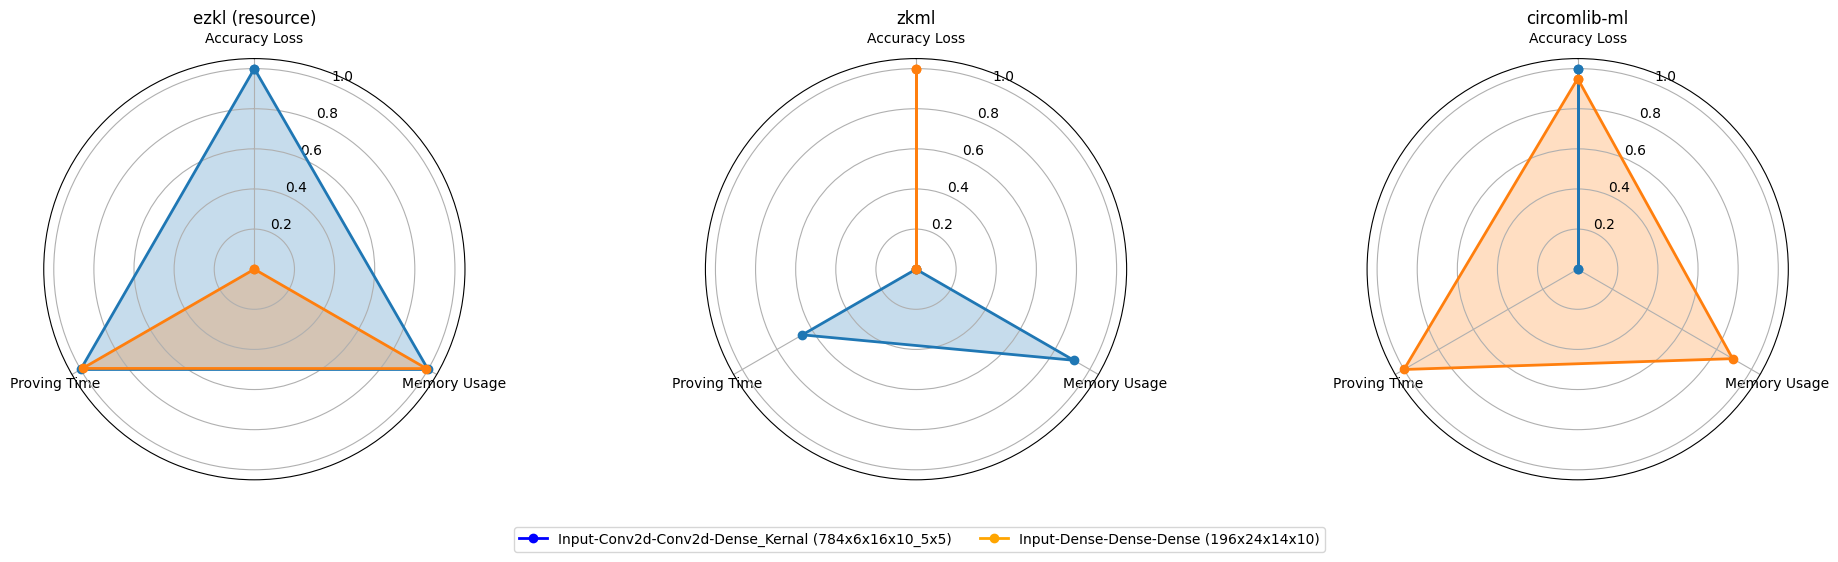 ezkl (resource)
Accuracy Loss
1.0
0.8
0.6
0.4
0.2
Proving Time
Memory Usage
zkml
Accuracy Loss
1.0
0.8
0.6
0.4
0.2
Proving Time
Memory Usage
circomlib-ml
Accuracy Loss
1.0
0.8
0.6
0.4
0.2
Proving Time
Memory Usage
Input-Conv2d-Conv2d-Dense_Kernal (784x6x16x10_5x5)
Input-Dense-Dense-Dense (196x24x14x10)